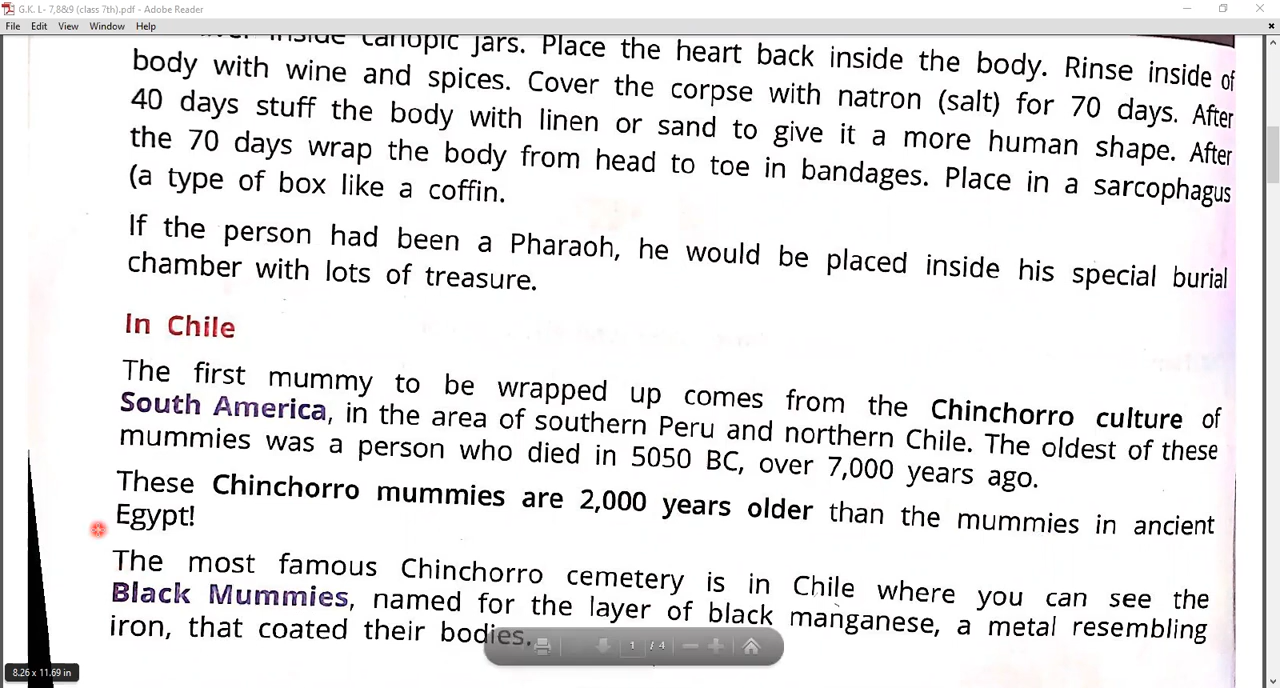 G.K. L- 7,8&9 (class 7th).pdf - Adobe Reader
File Edit View Window Help
inside canopic jars. Place the heart back inside the body. Rinse inside of
body with wine and spices. Cover the corpse with natron (salt) for 70 days. After
40 days stuff the body with linen or sand to give it a more human shape. After
the 70 days wrap the body from head to toe in bandages. Place in a sarcophagus
(a type of box like a coffin.
If the person had been a Pharaoh, he would be placed inside his special burial
chamber with lots of treasure.
In Chile
The first mummy to be wrapped up comes from the Chinchorro culture of
South America, in the area of southern Peru and northern Chile. The oldest of these
mummies was a person who died in 5050 BC, over 7,000 years ago.
These Chinchorro mummies are 2,000 years older than the mummies in ancient
Egypt!
The most famous Chinchorro cemetery is in Chile where you can see the
Black Mummies, named for the layer of black manganese, a metal resembling
iron, that coated their bodies.
1 / 4
8.26 x 11.69 in